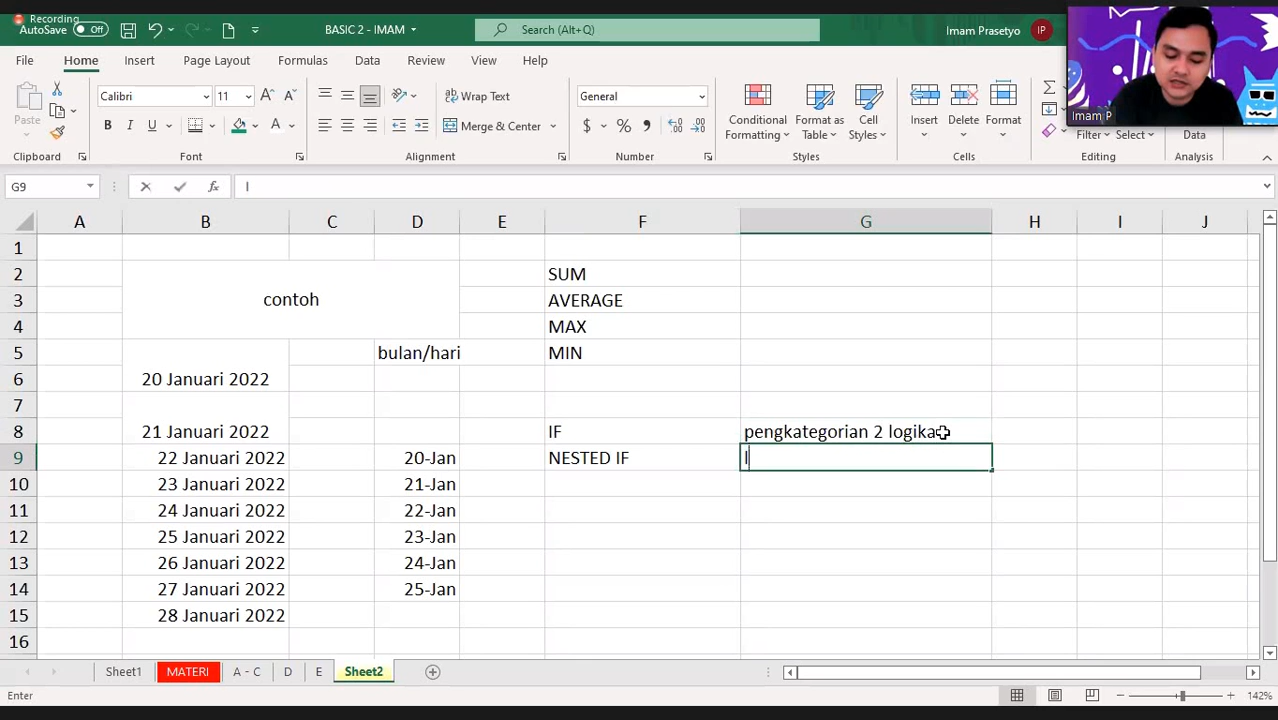 Recording
AutoSave Off
BASIC 2 - IMAM
Search (Alt+Q)
Imam Prasetyo IP
Imam P
File Home Insert Page Layout Formulas Data Review View Help
Paste
Calibri 11
B I U
Wrap Text
Merge & Center
General
$ %
Conditional Formatting
Format as Table
Cell Styles
Insert Delete Format
Filter Select
Data
Clipboard Font Alignment Number Styles Cells Editing Analysis
G9 fx I
A B C D E F G H I J
1
2 SUM
3 contoh AVERAGE
4 MAX
5 bulan/hari MIN
6 20 Januari 2022
7
8 21 Januari 2022 IF pengkategorian 2 logika
9 22 Januari 2022 20-Jan NESTED IF I
10 23 Januari 2022 21-Jan
11 24 Januari 2022 22-Jan
12 25 Januari 2022 23-Jan
13 26 Januari 2022 24-Jan
14 27 Januari 2022 25-Jan
15 28 Januari 2022
16
Sheet1 MATERI A - C D E Sheet2
Enter 142%